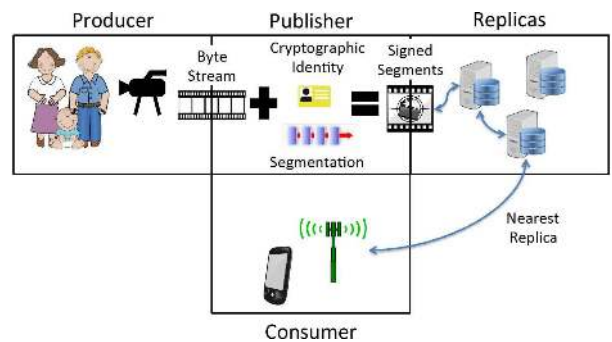 Producer
Publisher
Replicas
Byte
Stream
Cryptographic
Identity
Signed
Segments
Segmentation
Nearest
Replica
Consumer